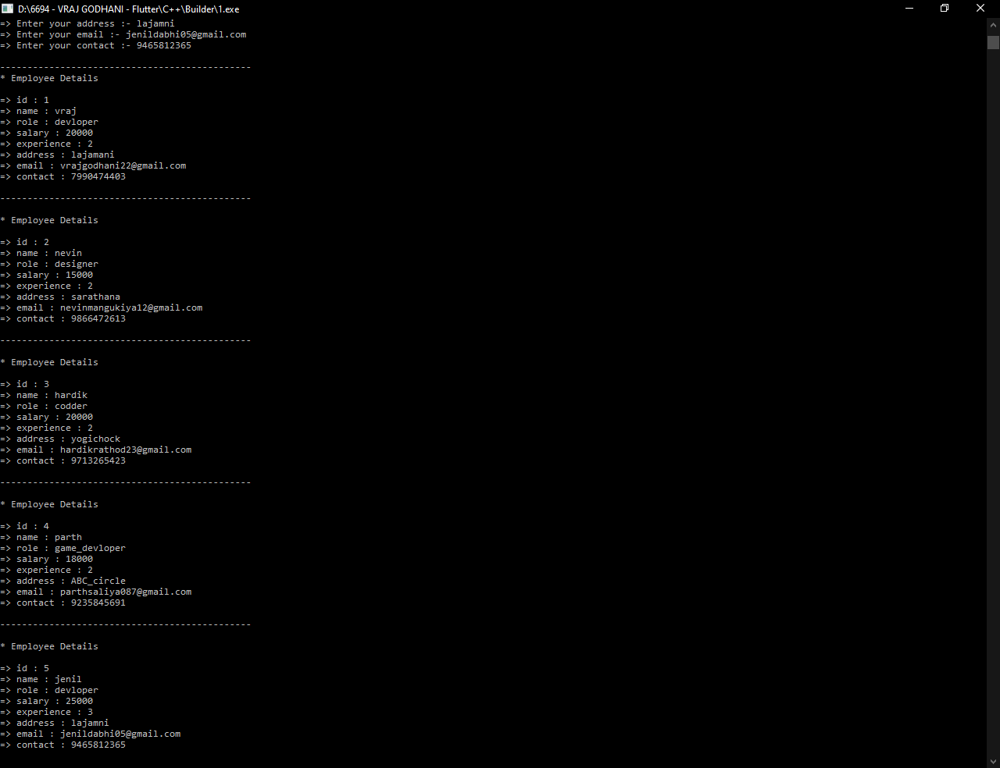 D:\6694 - VRAJ GODHANI - Flutter\C++\Builder\1.exe
=> Enter your address :- lajamni
=> Enter your email :- jenildabhi05@gmail.com
=> Enter your contact :- 9465812365
----------------------------------------------
* Employee Details
=> id : 1
=> name : vraj
=> role : devloper
=> salary : 20000
=> experience : 2
=> address : lajamani
=> email : vrajgodhani22@gmail.com
=> contact : 7990474403
----------------------------------------------
* Employee Details
=> id : 2
=> name : nevin
=> role : designer
=> salary : 15000
=> experience : 2
=> address : sarathana
=> email : nevinmangukiya12@gmail.com
=> contact : 9866472613
----------------------------------------------
* Employee Details
=> id : 3
=> name : hardik
=> role : codder
=> salary : 20000
=> experience : 2
=> address : yogichock
=> email : hardikrathod23@gmail.com
=> contact : 9713265423
----------------------------------------------
* Employee Details
=> id : 4
=> name : parth
=> role : game_devloper
=> salary : 18000
=> experience : 2
=> address : ABC_circle
=> email : parthsaliya087@gmail.com
=> contact : 9235845691
----------------------------------------------
* Employee Details
=> id : 5
=> name : jenil
=> role : devloper
=> salary : 25000
=> experience : 3
=> address : lajamni
=> email : jenildabhi05@gmail.com
=> contact : 9465812365